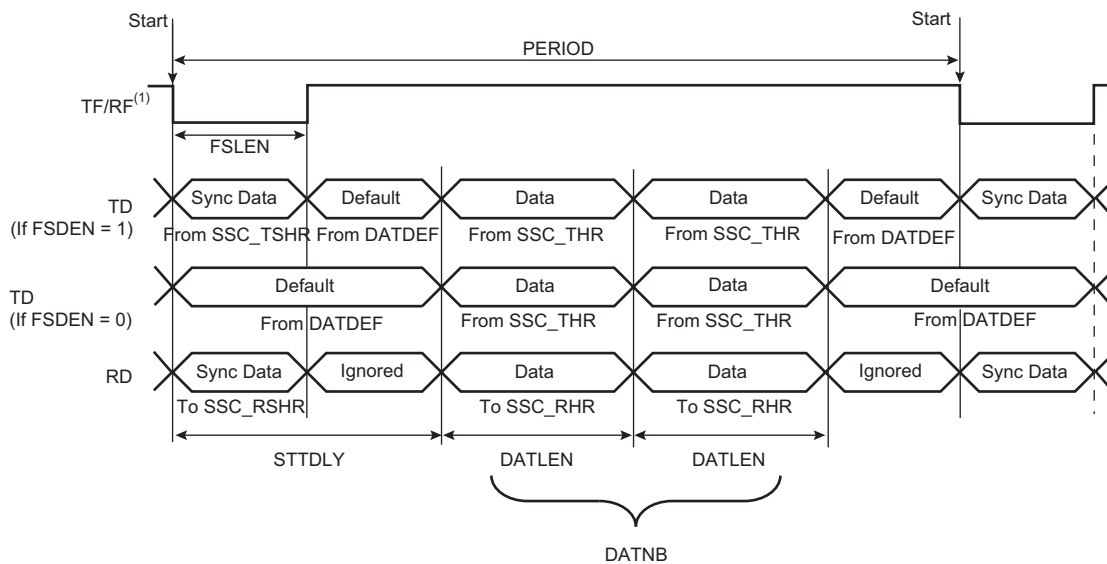 Start
Start
PERIOD
TF/RF(1)
FSLEN
TD
(If FSDEN = 1)
Sync Data
Default
Data
Data
Default
Sync Data
From SSC_TSHR
From DATDEF
From SSC_THR
From SSC_THR
From DATDEF
TD
(If FSDEN = 0)
Default
Data
Data
Default
From DATDEF
From SSC_THR
From SSC_THR
From DATDEF
RD
Sync Data
Ignored
Data
Data
Ignored
Sync Data
To SSC_RSHR
To SSC_RHR
To SSC_RHR
STTDLY
DATLEN
DATLEN
DATNB